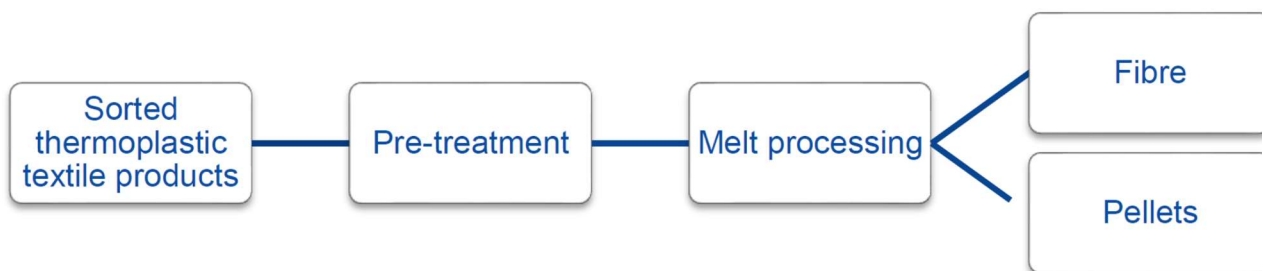 Sorted
thermoplastic
textile products
Pre-treatment
Melt processing
Fibre
Pellets